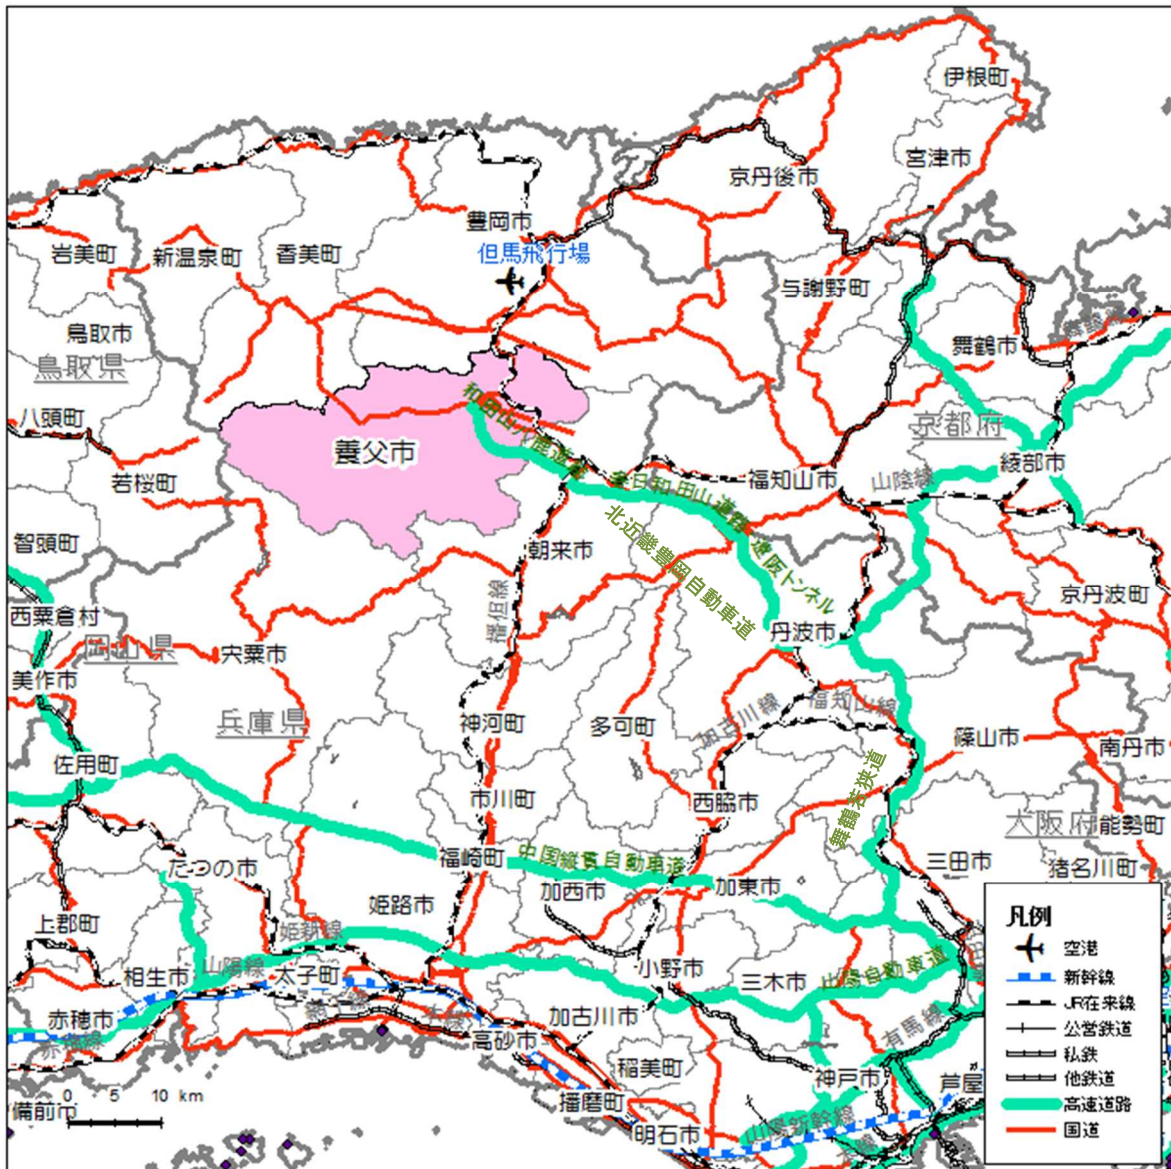 伊根町
宮津市
京丹後市
豊岡市
但馬飛行場
岩美町
新温泉町
香美町
与謝野町
鳥取市
鳥取県
舞鶴市
八頭町
京都府
養父市
綾部市
若桜町
福知山市
山陰線
智頭町
朝来市
北近畿豊岡自動車道
遠阪トンネル
播但線
京丹波町
西粟倉村
岡山県
宍粟市
丹波市
美作市
兵庫県
神河町
多可町
加古川線
福知山線
篠山市
南丹市
佐用町
市川町
西脇市
舞鶴若狭道
大阪府
能勢町
たつの市
福崎町
中国縦貫自動車道
加西市
加東市
三田市
猪名川町
上郡町
姫路市
姫新線
相生市
山陽線
太子町
小野市
三木市
山陽自動車道
赤穂市
赤穂線
加古川市
高砂市
有馬線
稲美町
神戸市
芦屋
備前市
播磨町
明石市
山陽新幹線
0 5 10 km
凡例
空港
新幹線
JR在来線
公営鉄道
私鉄
他鉄道
高速道路
国道